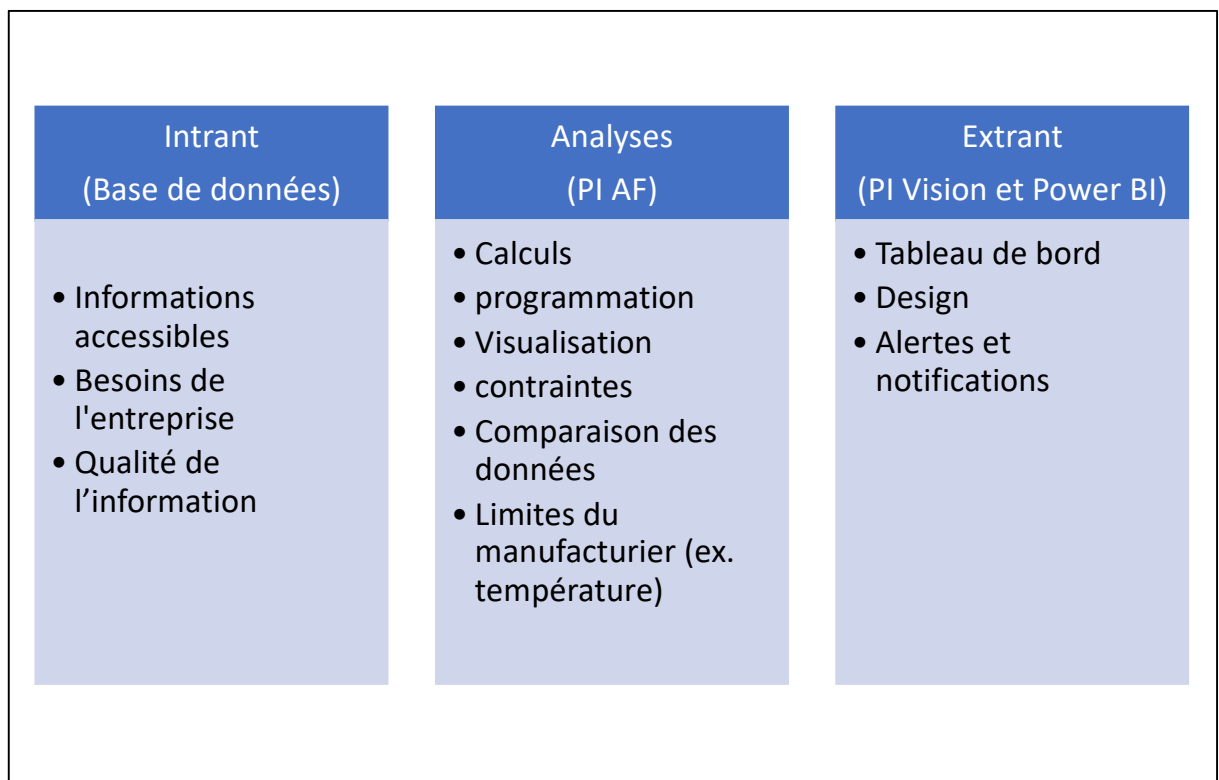 Intrant
(Base de données)
• Informations
accessibles
• Besoins de
l'entreprise
• Qualité de
l’information
Analyses
(PI AF)
• Calculs
• programmation
• Visualisation
• contraintes
• Comparaison des
données
• Limites du
manufacturier (ex.
température)
Extrant
(PI Vision et Power BI)
• Tableau de bord
• Design
• Alertes et
notifications